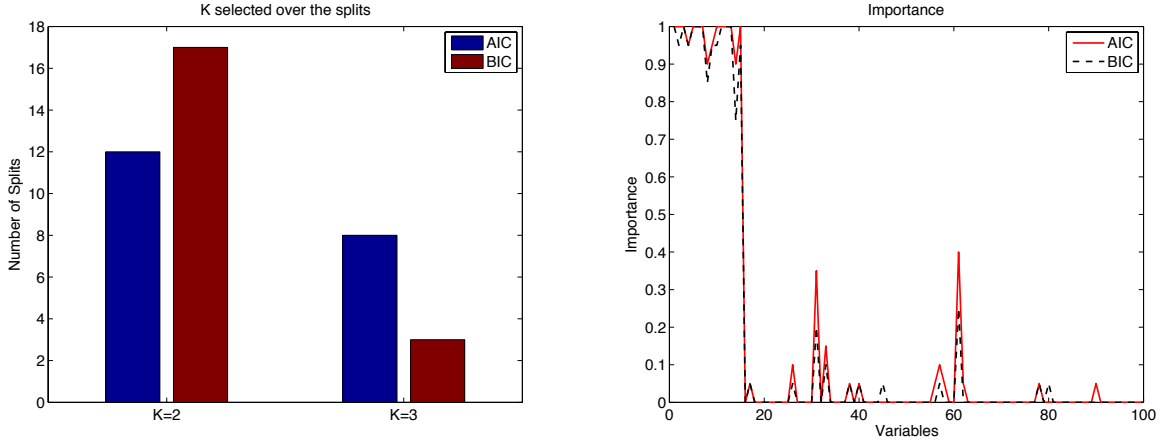 K selected over the splits
18
16
14
12
10
8
6
4
2
0
Number of Splits
K=2
K=3
AIC
BIC
Importance
1
0.9
0.8
0.7
0.6
0.5
0.4
0.3
0.2
0.1
0
Importance
0
20
40
60
80
100
Variables
AIC
BIC